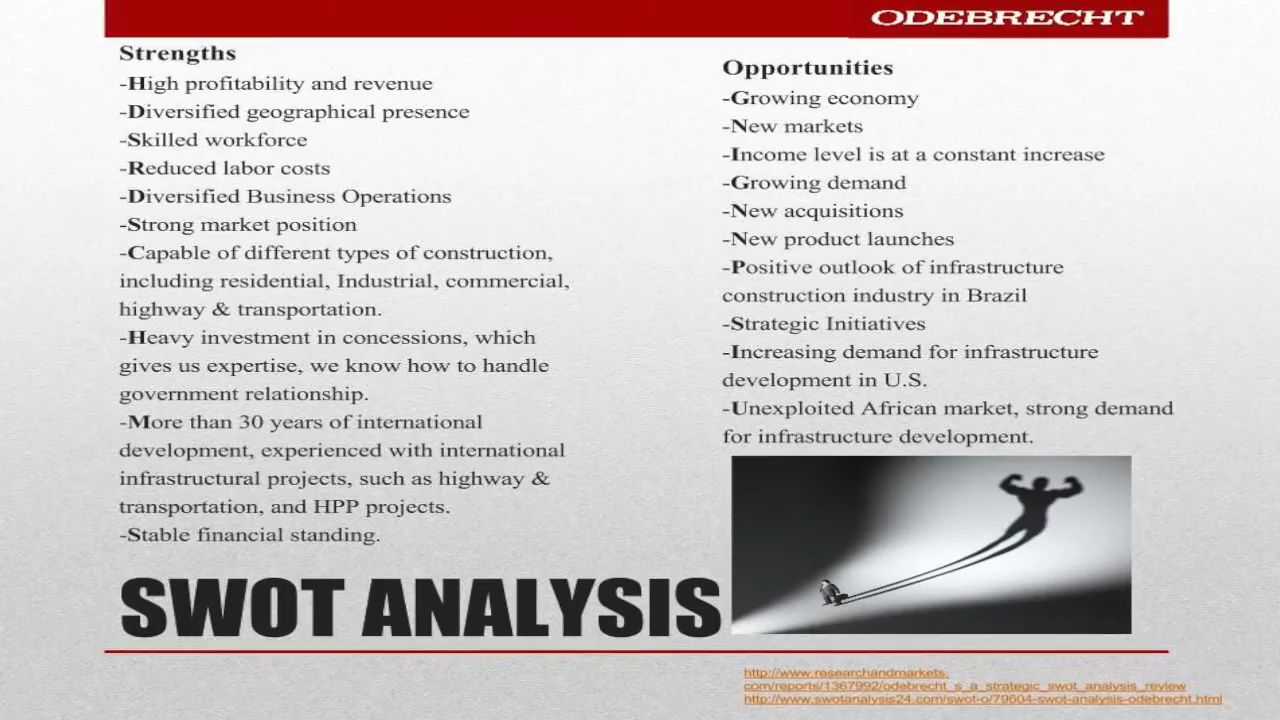 ODEBRECHT
Strengths
-High profitability and revenue
-Diversified geographical presence
-Skilled workforce
-Reduced labor costs
-Diversified Business Operations
-Strong market position
-Capable of different types of construction,
including residential, Industrial, commercial,
highway & transportation.
-Heavy investment in concessions, which
gives us expertise, we know how to handle
government relationship.
-More than 30 years of international
development, experienced with international
infrastructural projects, such as highway &
transportation, and HPP projects.
-Stable financial standing.
Opportunities
-Growing economy
-New markets
-Income level is at a constant increase
-Growing demand
-New acquisitions
-New product launches
-Positive outlook of infrastructure
construction industry in Brazil
-Strategic Initiatives
-Increasing demand for infrastructure
development in U.S.
-Unexploited African market, strong demand
for infrastructure development.
SWOT ANALYSIS
http://www.researchandmarkets.
com/reports/1367992/odebrecht_s_a_strategic_swot_analysis_review
http://www.swotanalysis24.com/swot-o/79604-swot-analysis-odebrecht.html